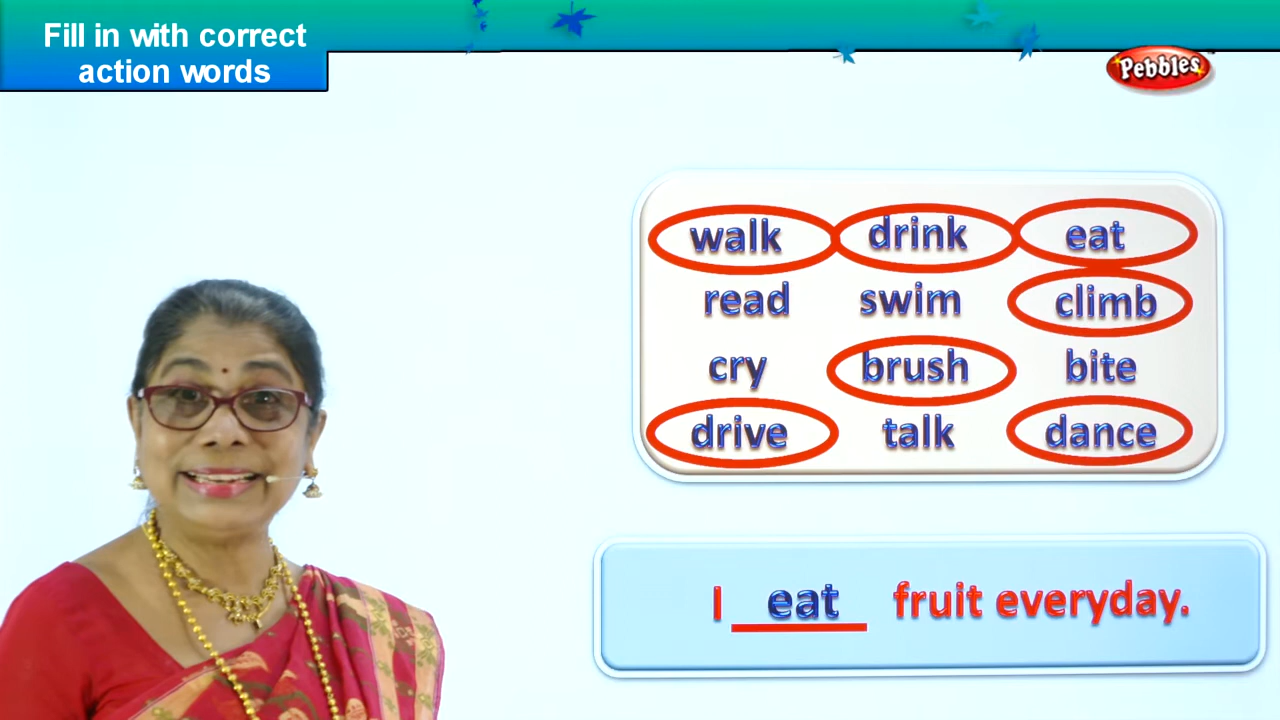 Fill in with correct
action words
Pebbles
walk drink eat
read swim climb
cry brush bite
drive talk dance
I eat fruit everyday.